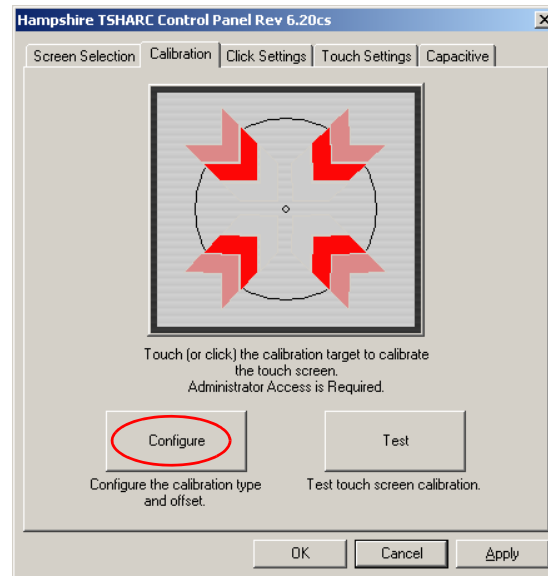 Hampshire TSHARC Control Panel Rev 6.20cs
Screen Selection Calibration Click Settings Touch Settings Capacitive
Touch (or click) the calibration target to calibrate
the touch screen.
Administrator Access is Required.
Configure Test
Configure the calibration type Test touch screen calibration.
and offset.
OK Cancel Apply